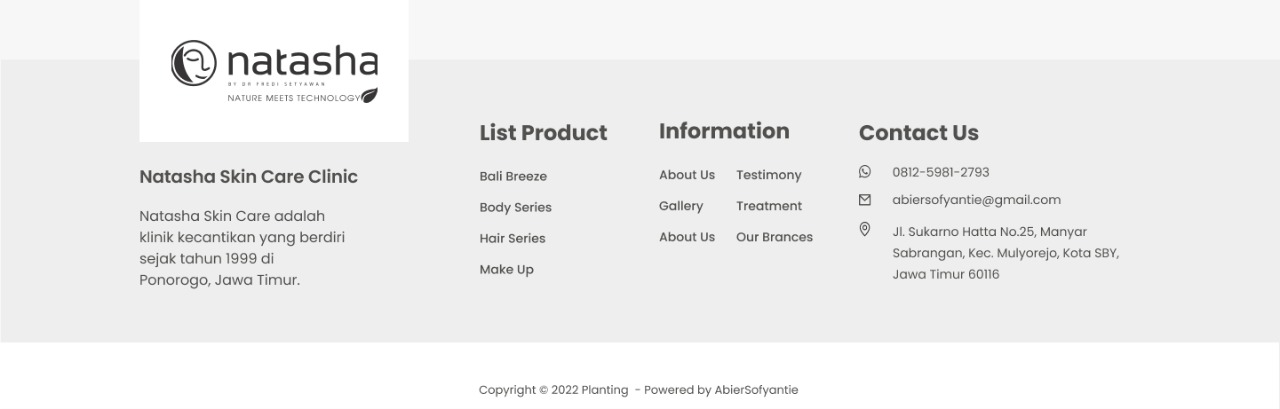 natasha
BY DR FREDI SETYAWAN
NATURE MEETS TECHNOLOGY
Natasha Skin Care Clinic
Natasha Skin Care adalah
klinik kecantikan yang berdiri
sejak tahun 1999 di
Ponorogo, Jawa Timur.
List Product
Bali Breeze
Body Series
Hair Series
Make Up
Information
About Us Testimony
Gallery Treatment
About Us Our Brances
Contact Us
0812-5981-2793
abiersofyantie@gmail.com
Jl. Sukarno Hatta No.25, Manyar
Sabrangan, Kec. Mulyorejo, Kota SBY,
Jawa Timur 60116
Copyright © 2022 Planting - Powered by AbierSofyantie